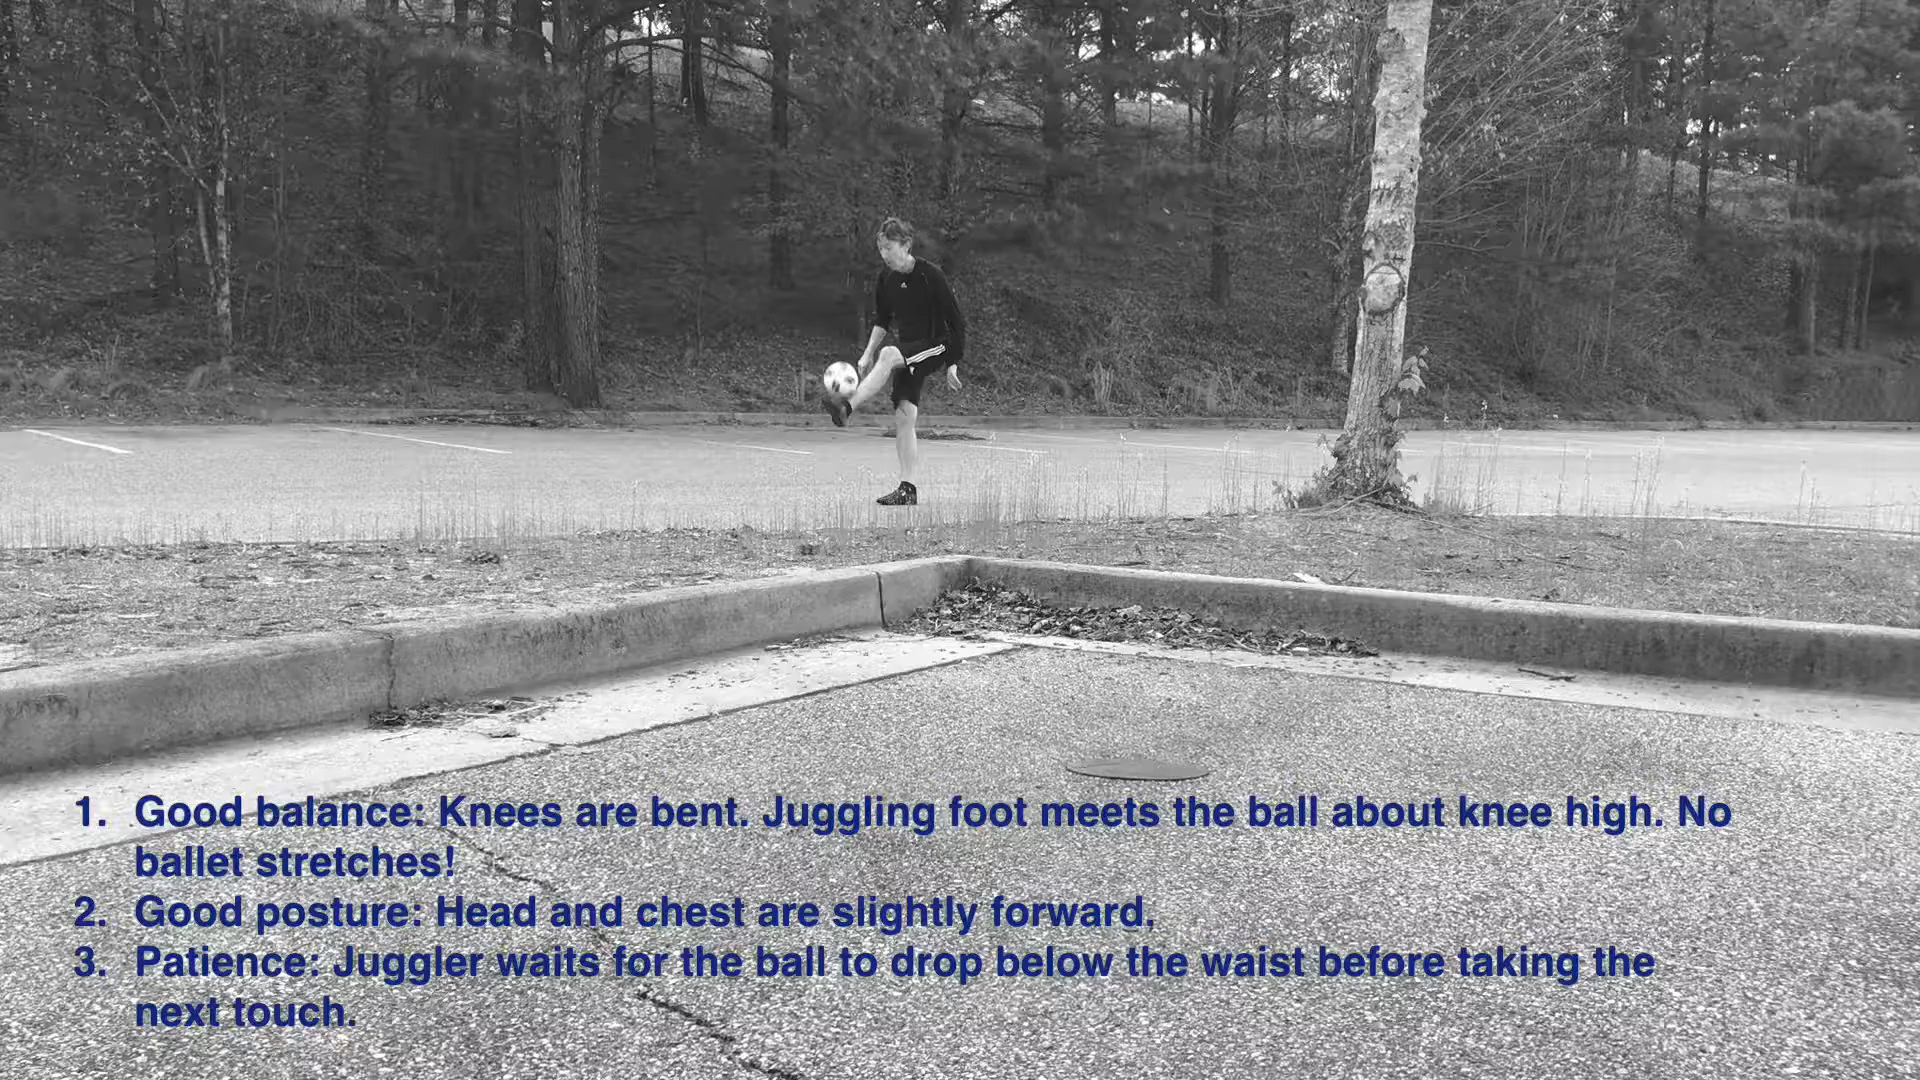 1. Good balance: Knees are bent. Juggling foot meets the ball about knee high. No
ballet stretches!
2. Good posture: Head and chest are slightly forward.
3. Patience: Juggler waits for the ball to drop below the waist before taking the
next touch.